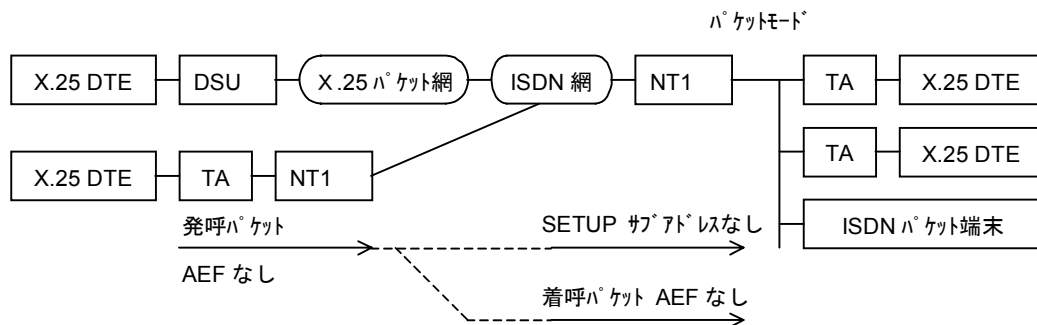 パケットモード
X.25 DTE
DSU
X.25 パケット網
ISDN 網
NT1
TA
X.25 DTE
TA
X.25 DTE
X.25 DTE
TA
NT1
ISDN パケット端末
発呼パケット
SETUP サブアドレスなし
AEF なし
着呼パケット AEF なし